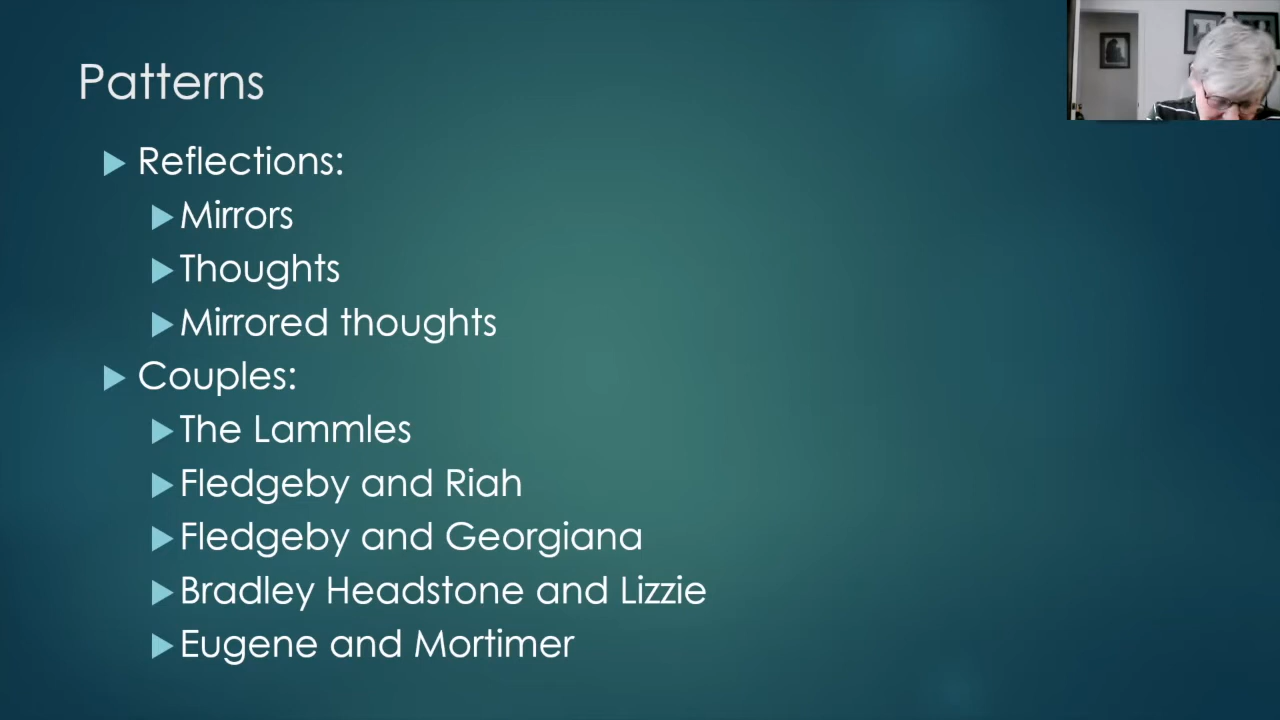 Patterns
Reflections:
Mirrors
Thoughts
Mirrored thoughts
Couples:
The Lammles
Fledgeby and Riah
Fledgeby and Georgiana
Bradley Headstone and Lizzie
Eugene and Mortimer